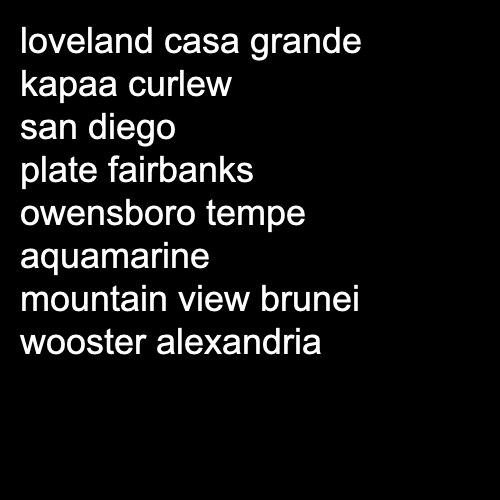 loveland casa grande
kapaa curlew
san diego
plate fairbanks
owensboro tempe
aquamarine
mountain view brunei
wooster alexandria